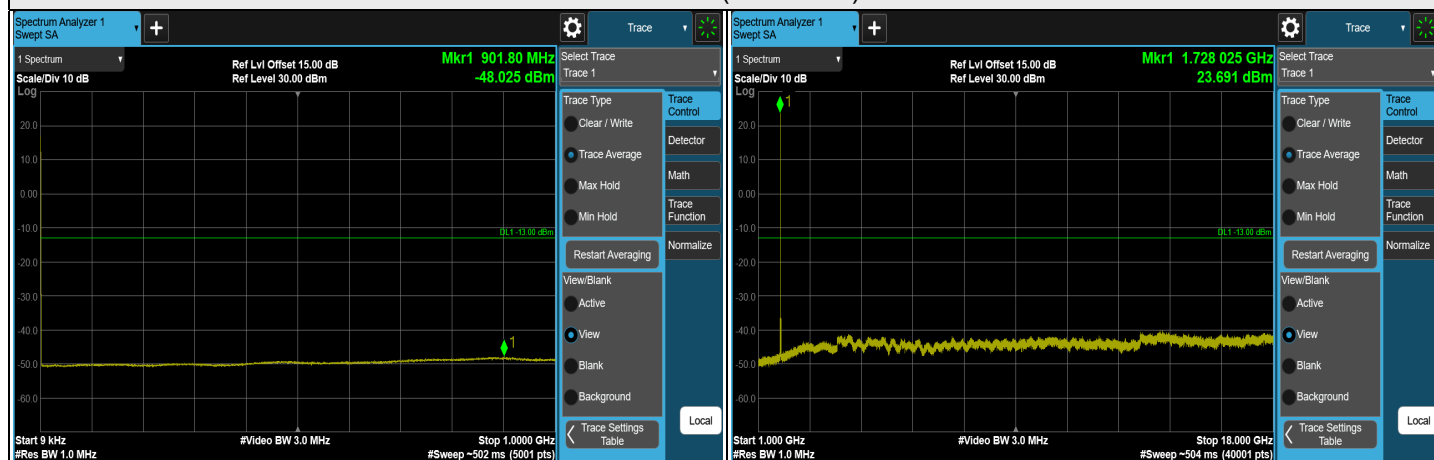 Spectrum Analyzer 1
Swept SA
+
Trace
1 Spectrum
Scale/Div 10 dB
Log
Ref Lvl Offset 15.00 dB
Ref Level 30.00 dBm
Mkr1 901.80 MHz
-48.025 dBm
20.0
10.0
0.00
-10.0
-20.0
-30.0
-40.0
-50.0
-60.0
DL1 -13.00 dBm
1
Start 9 kHz
#Res BW 1.0 MHz
#Video BW 3.0 MHz
Stop 1.0000 GHz
#Sweep ~502 ms (5001 pts)
Select Trace
Trace 1
Trace Type
Clear / Write
Trace Average
Max Hold
Min Hold
Restart Averaging
View/Blank
Active
View
Blank
Background
Trace Settings
Table
Trace
Control
Detector
Math
Trace
Function
Normalize
Local
Spectrum Analyzer 1
Swept SA
+
Trace
1 Spectrum
Scale/Div 10 dB
Log
Ref Lvl Offset 15.00 dB
Ref Level 30.00 dBm
Mkr1 1.728 025 GHz
23.691 dBm
20.0
10.0
0.00
-10.0
-20.0
-30.0
-40.0
-50.0
-60.0
DL1 -13.00 dBm
1
Start 1.000 GHz
#Res BW 1.0 MHz
#Video BW 3.0 MHz
Stop 18.000 GHz
#Sweep ~504 ms (40001 pts)
Select Trace
Trace 1
Trace Type
Clear / Write
Trace Average
Max Hold
Min Hold
Restart Averaging
View/Blank
Active
View
Blank
Background
Trace Settings
Table
Trace
Control
Detector
Math
Trace
Function
Normalize
Local